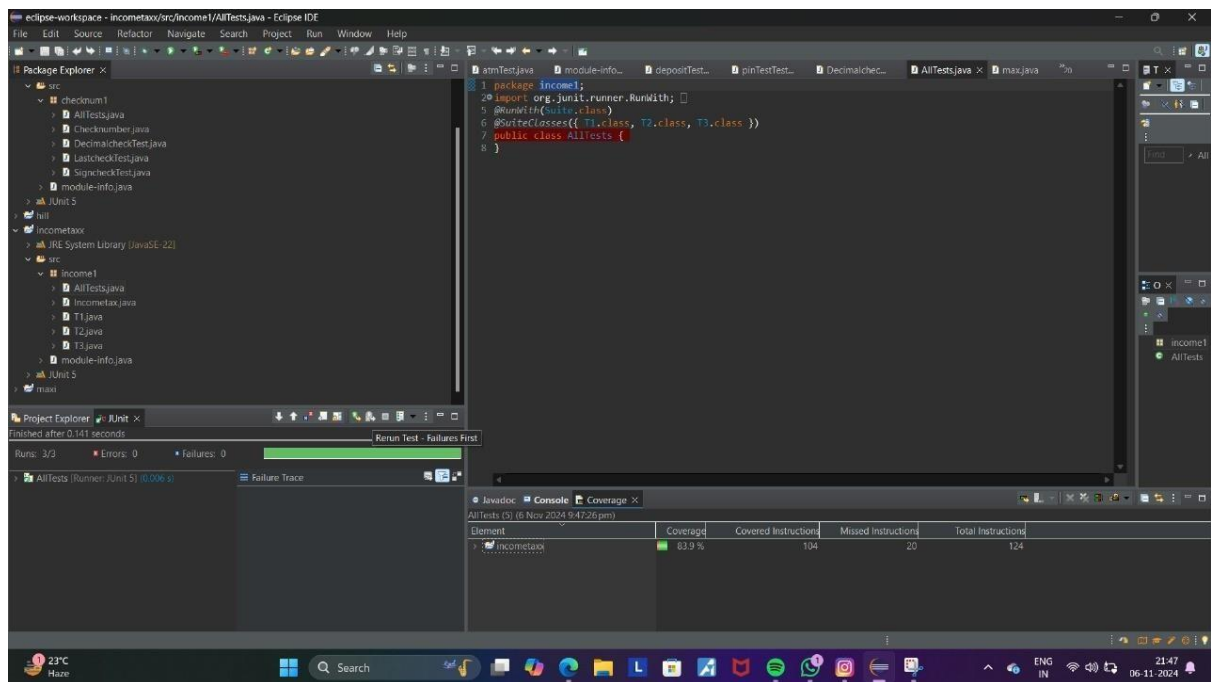 eclipse-workspace - incometaxx/src/income1/AllTests.java - Eclipse IDE
File Edit Source Refactor Navigate Search Project Run Window Help
Package Explorer
src
checknum1
AllTests.java
Checknumber.java
DecimalcheckTest.java
LastcheckTest.java
SigncheckTest.java
module-info.java
JUnit 5
hill
incometaxx
JRE System Library [JavaSE-22]
src
income1
AllTests.java
Incometax.java
T1.java
T2.java
T3.java
module-info.java
JUnit 5
maxi
atmTest.java module-info... depositTest... pinTestTest... Decimalchec... AllTests.java max.java
1 package income1;
2 import org.junit.runner.RunWith;
5 @RunWith(Suite.class)
6 @SuiteClasses({ T1.class, T2.class, T3.class })
7 public class AllTests {
8 }
T
Find All
O
income1
AllTests
Project Explorer JUnit
Finished after 0.141 seconds
Rerun Test - Failures First
Runs: 3/3 Errors: 0 Failures: 0
AllTests [Runner: JUnit 5] (0.006 s)
Failure Trace
Javadoc Console Coverage
AllTests (5) (6 Nov 2024 9:47:26 pm)
Element Coverage Covered Instructions Missed Instructions Total Instructions
incometaxx 83.9 % 104 20 124
1
23°C
Haze
Search
L
1
ENG
IN
21:47
06-11-2024